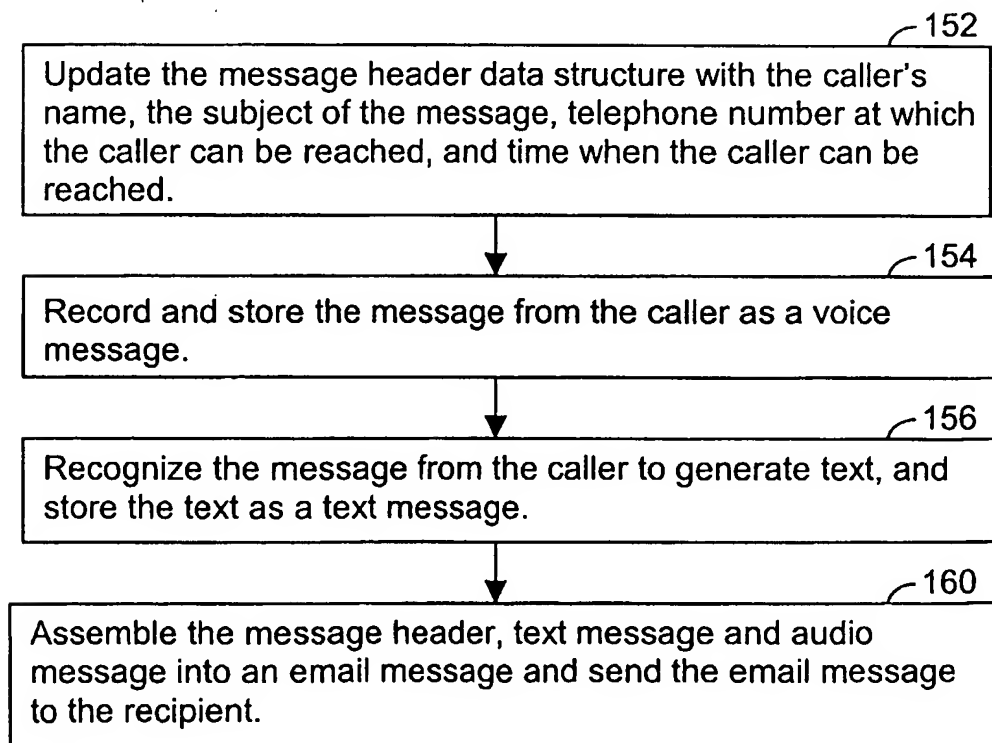 152
Update the message header data structure with the caller's
name, the subject of the message, telephone number at which
the caller can be reached, and time when the caller can be
reached.
154
Record and store the message from the caller as a voice
message.
156
Recognize the message from the caller to generate text, and
store the text as a text message.
160
Assemble the message header, text message and audio
message into an email message and send the email message
to the recipient.